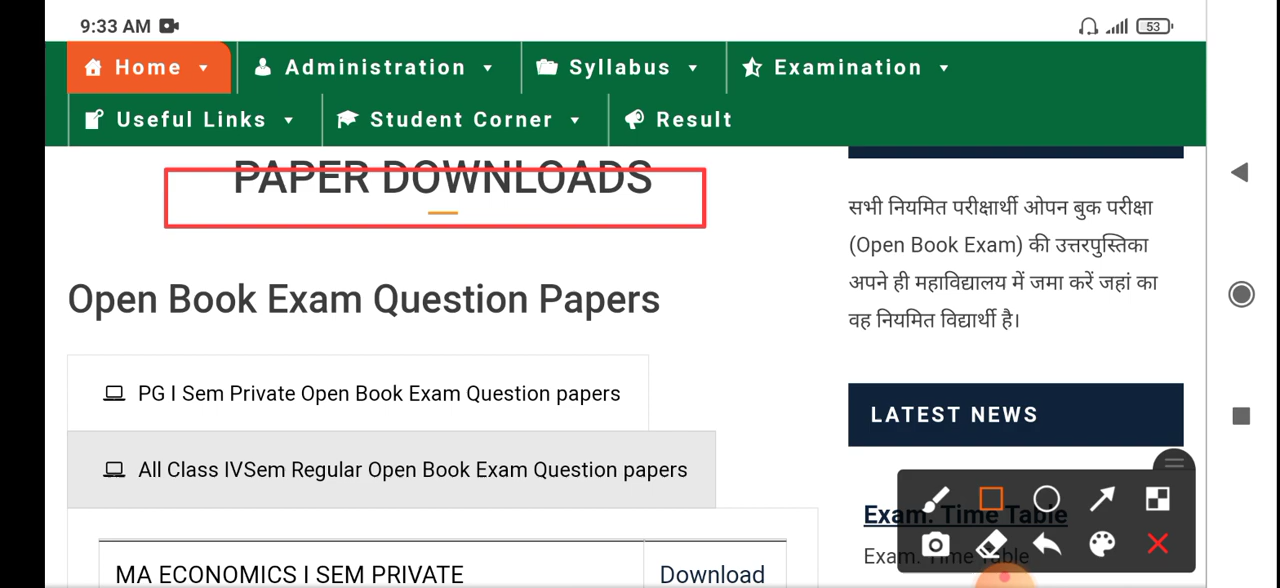 9:33 AM
53
Home
Administration
Syllabus
Examination
Useful Links
Student Corner
Result
PAPER DOWNLOADS
Open Book Exam Question Papers
PG I Sem Private Open Book Exam Question papers
All Class IVSem Regular Open Book Exam Question papers
MA ECONOMICS I SEM PRIVATE
Download
सभी नियमित परीक्षार्थी ओपन बुक परीक्षा
(Open Book Exam) की उत्तरपुस्तिका
अपने ही महाविद्यालय में जमा करें जहां का
वह नियमित विद्यार्थी है।
LATEST NEWS
Exam. Time Table
Exam. Time Table